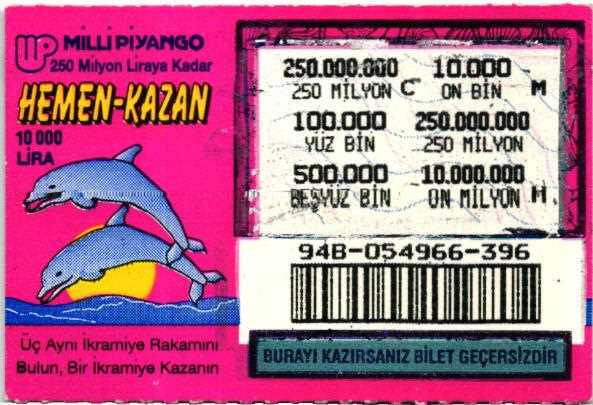 MİLLİ PİYANGO
250 Milyon Liraya Kadar
HEMEN-KAZAN
10 000
LİRA
250.000.000 10.000
250 MİLYON C ON BİN M
100.000 250.000.000
YÜZ BİN 250 MİLYON
500.000 10.000.000
BEŞYÜZ BİN ON MİLYON H
94B-054966-396
Üç Aynı İkramiye Rakamını
Bulun, Bir İkramiye Kazanın
BURAYI KAZIRSANIZ BİLET GEÇERSİZDİR